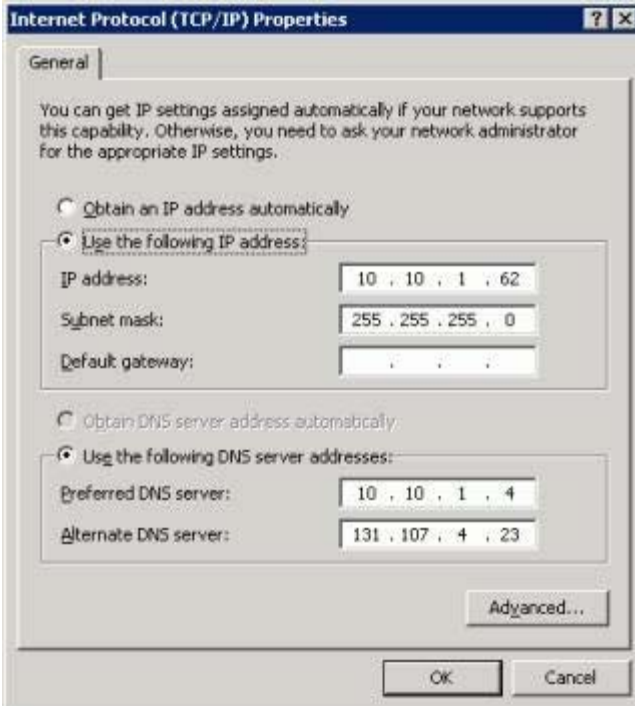 Internet Protocol (TCP/IP) Properties
General
You can get IP settings assigned automatically if your network supports
this capability. Otherwise, you need to ask your network administrator
for the appropriate IP settings.
Obtain an IP address automatically
Use the following IP address:
IP address: 10 . 10 . 1 . 62
Subnet mask: 255 . 255 . 255 . 0
Default gateway: . . .
Obtain DNS server address automatically
Use the following DNS server addresses:
Preferred DNS server: 10 . 10 . 1 . 4
Alternate DNS server: 131 . 107 . 4 . 23
Advanced...
OK Cancel